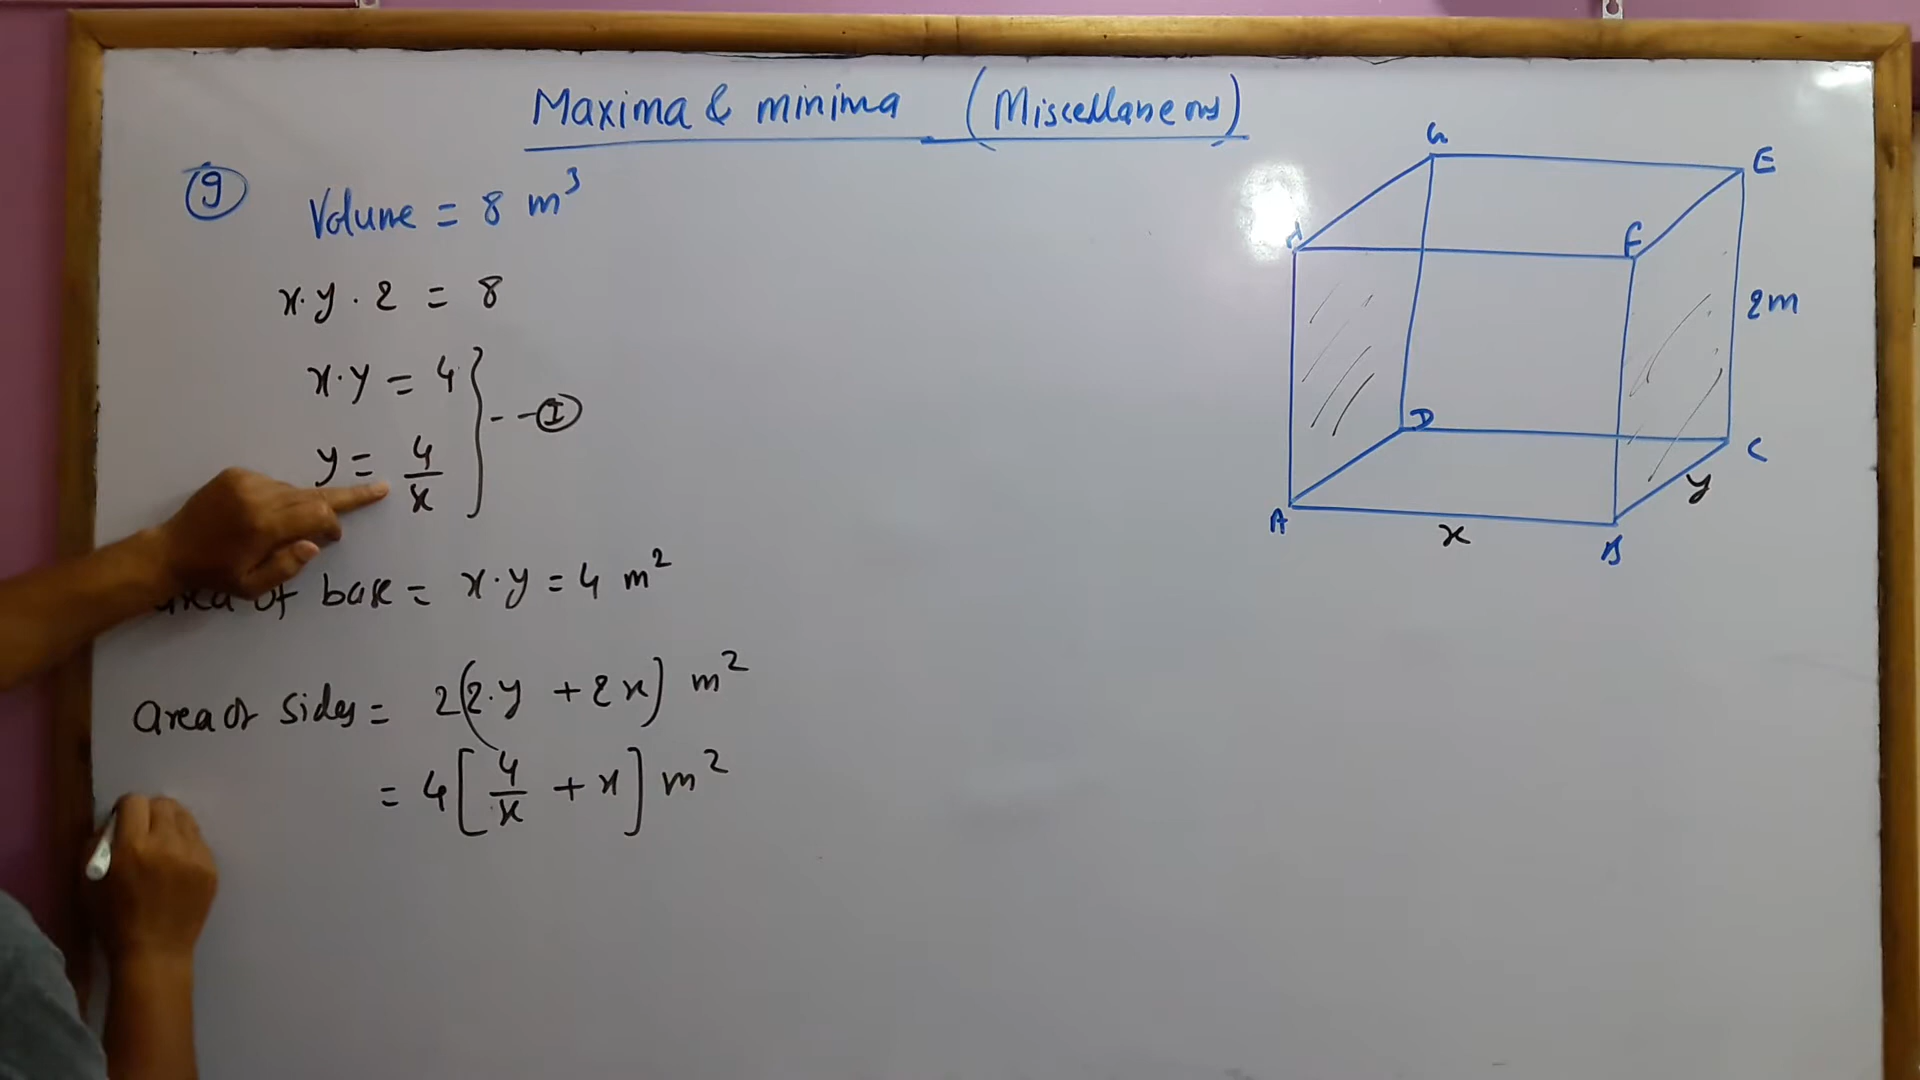 Maxima & minima (Miscellaneous)
9 Volume = 8 m³
x·y·2 = 8
x·y = 4
y = 4/x
- - I
of base = x·y = 4 m²
Area of sides = 2(2·y + 2x) m²
= 4[4/x + x] m²
G
E
F
2m
D
C
y
A
x
B